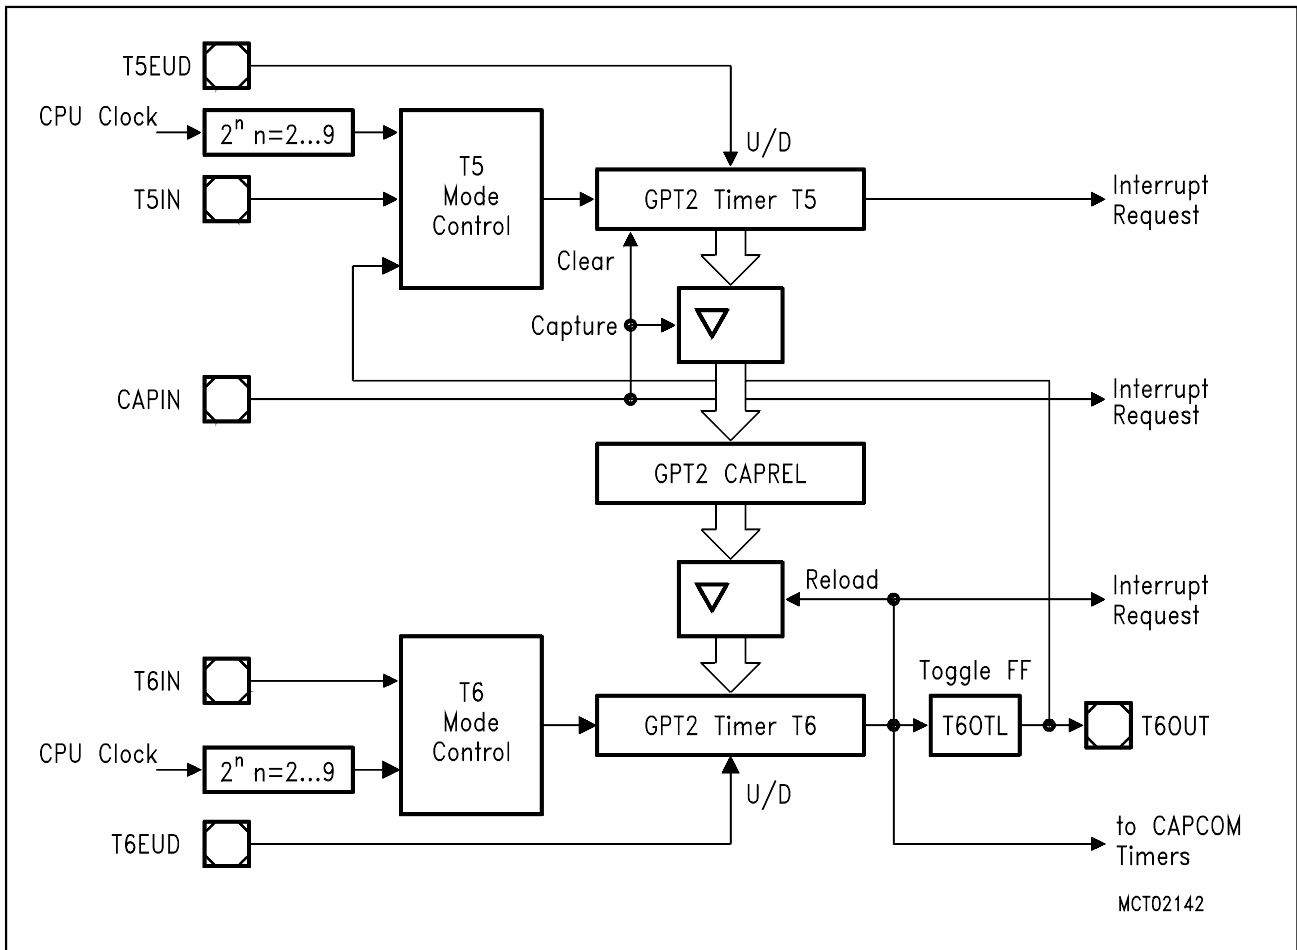 T5EUD
CPU Clock
2ⁿ n=2...9
U/D
T5
Mode
Control
T5IN
GPT2 Timer T5
Interrupt
Request
Clear
Capture
CAPIN
Interrupt
Request
GPT2 CAPREL
Reload
Interrupt
Request
T6IN
T6
Mode
Control
Toggle FF
GPT2 Timer T6
T6OTL
T6OUT
CPU Clock
2ⁿ n=2...9
U/D
T6EUD
to CAPCOM
Timers
MCT02142